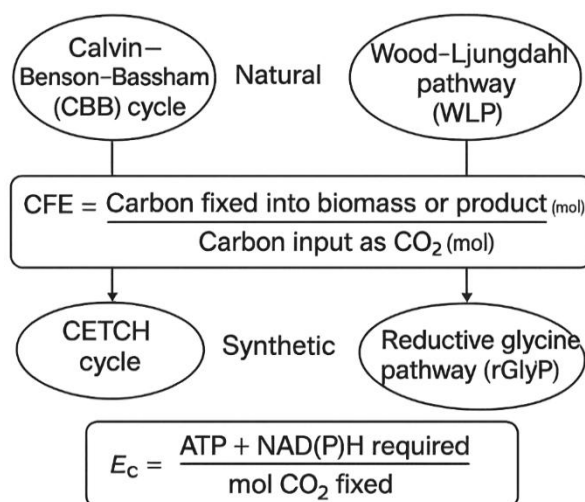 Calvin–
Benson–Bassham
(CBB) cycle
Natural
Wood–Ljungdahl
pathway
(WLP)
CFE = Carbon fixed into biomass or product (mol)
Carbon input as CO₂ (mol)
CETCH
cycle
Synthetic
Reductive glycine
pathway (rGlyP)
E_c = ATP + NAD(P)H required
mol CO₂ fixed